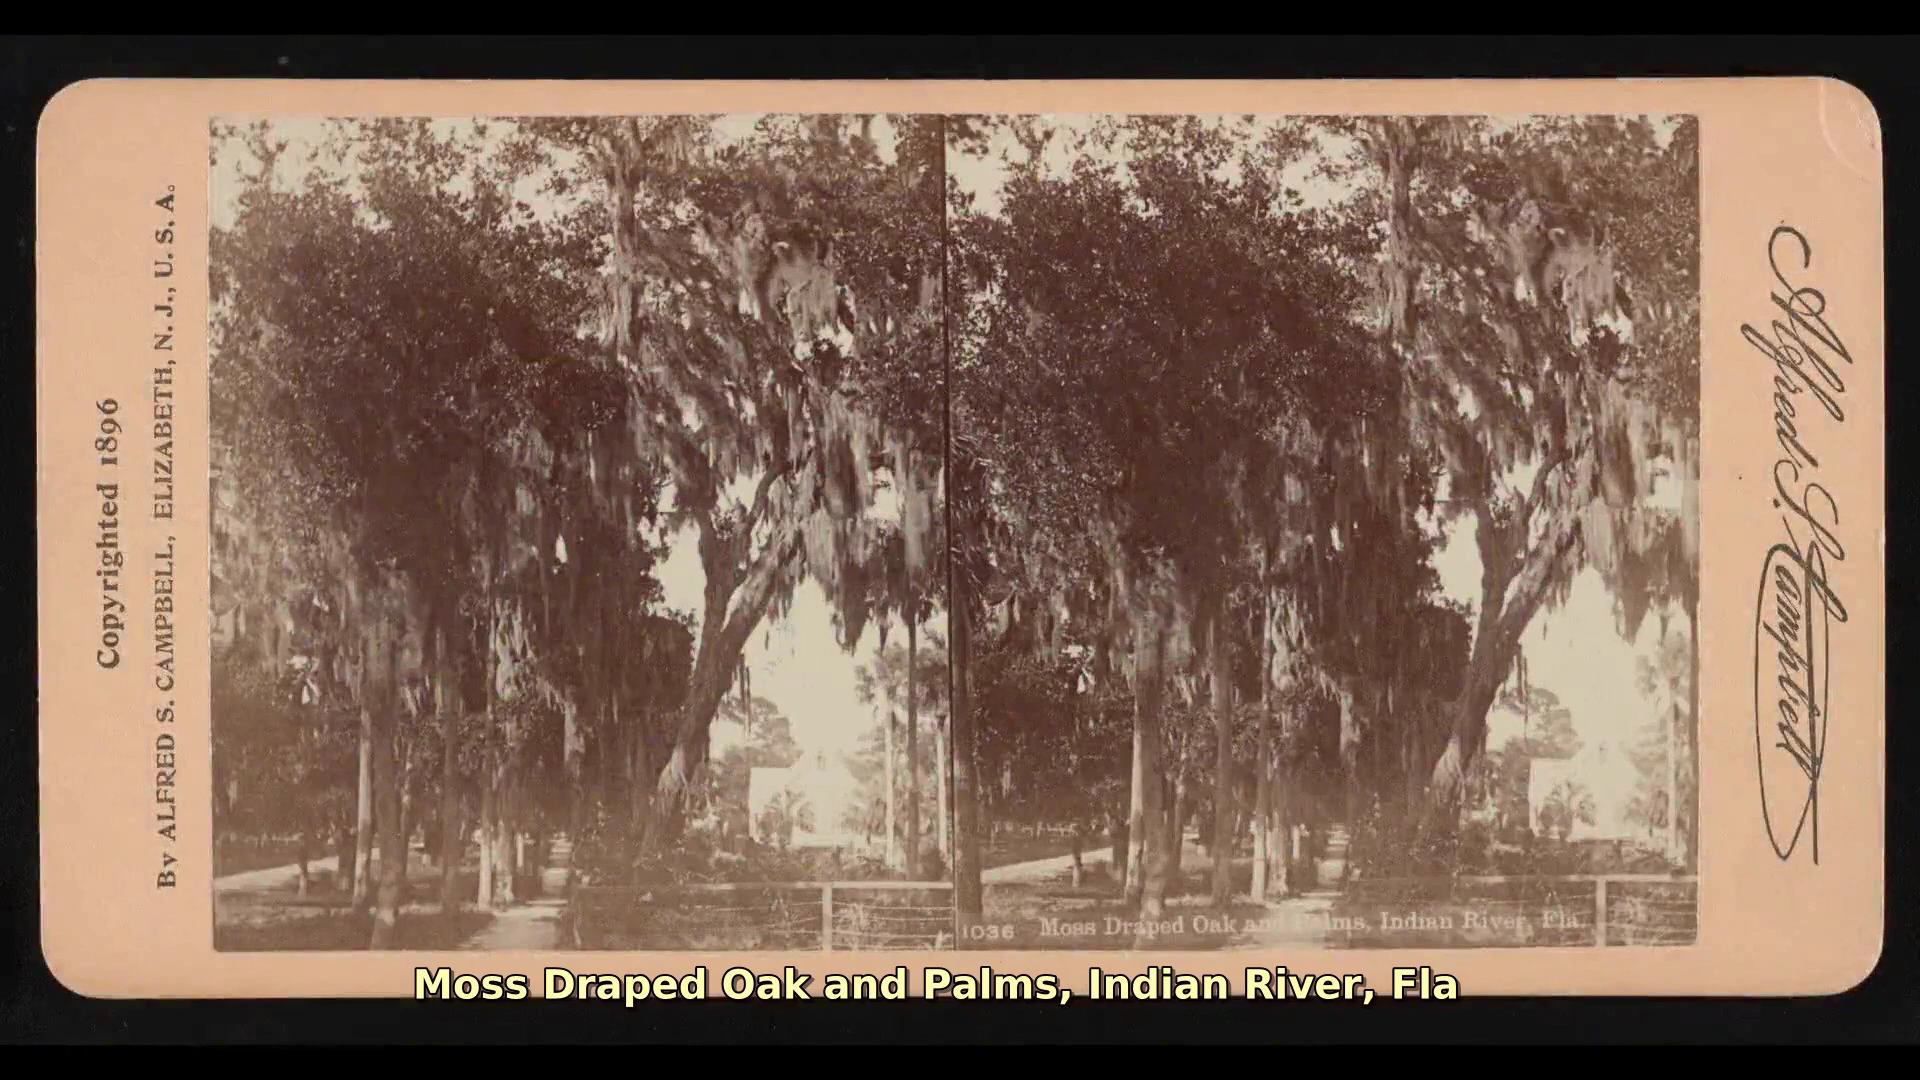 Copyrighted 1896
By ALFRED S. CAMPBELL, ELIZABETH, N. J., U. S. A.
Alfred S. Campbell
1036 Moss Draped Oak and Palms, Indian River, Fla.
Moss Draped Oak and Palms, Indian River, Fla